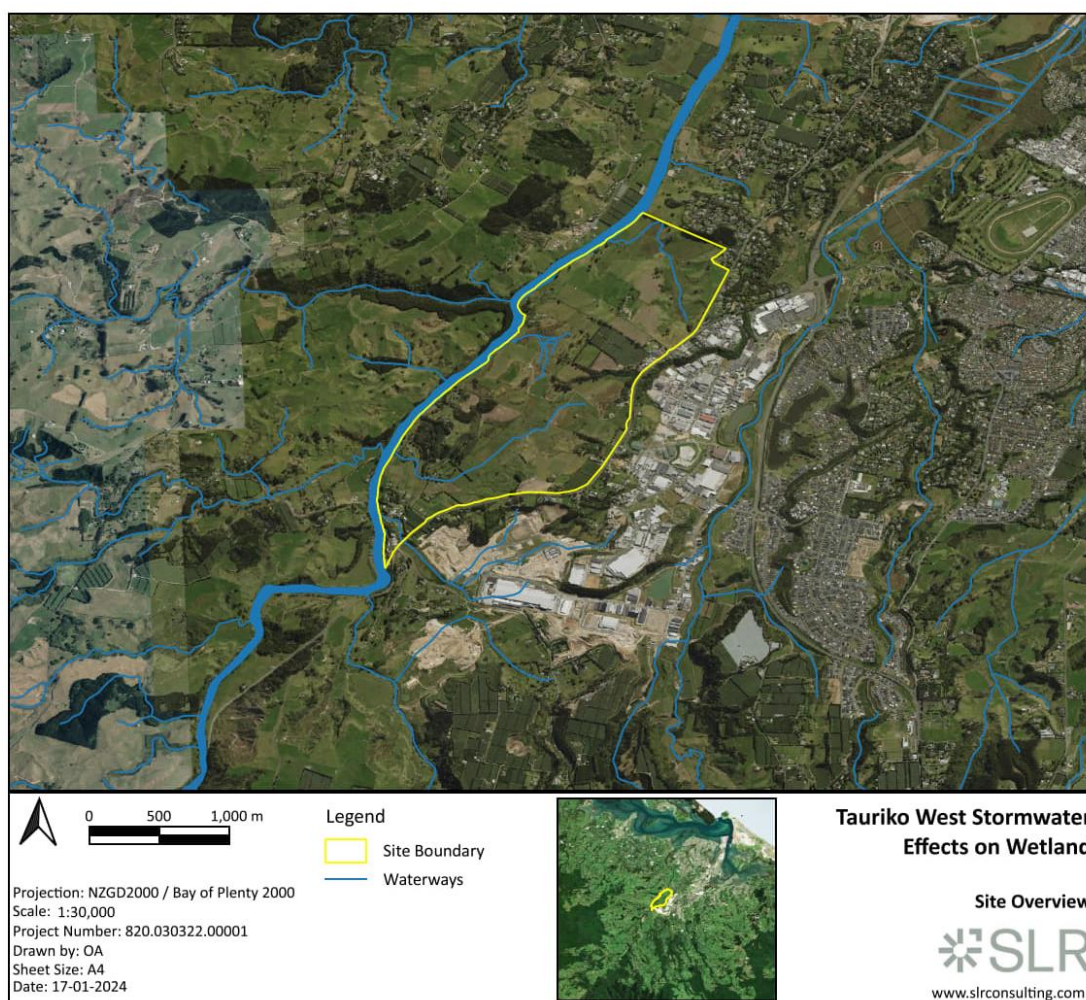 0 500 1,000 m
Projection: NZGD2000 / Bay of Plenty 2000
Scale: 1:30,000
Project Number: 820.030322.00001
Drawn by: OA
Sheet Size: A4
Date: 17-01-2024
Legend
Site Boundary
Waterways
Tauriko West Stormwater
Effects on Wetland
Site Overview
SLR
www.slrconsulting.com